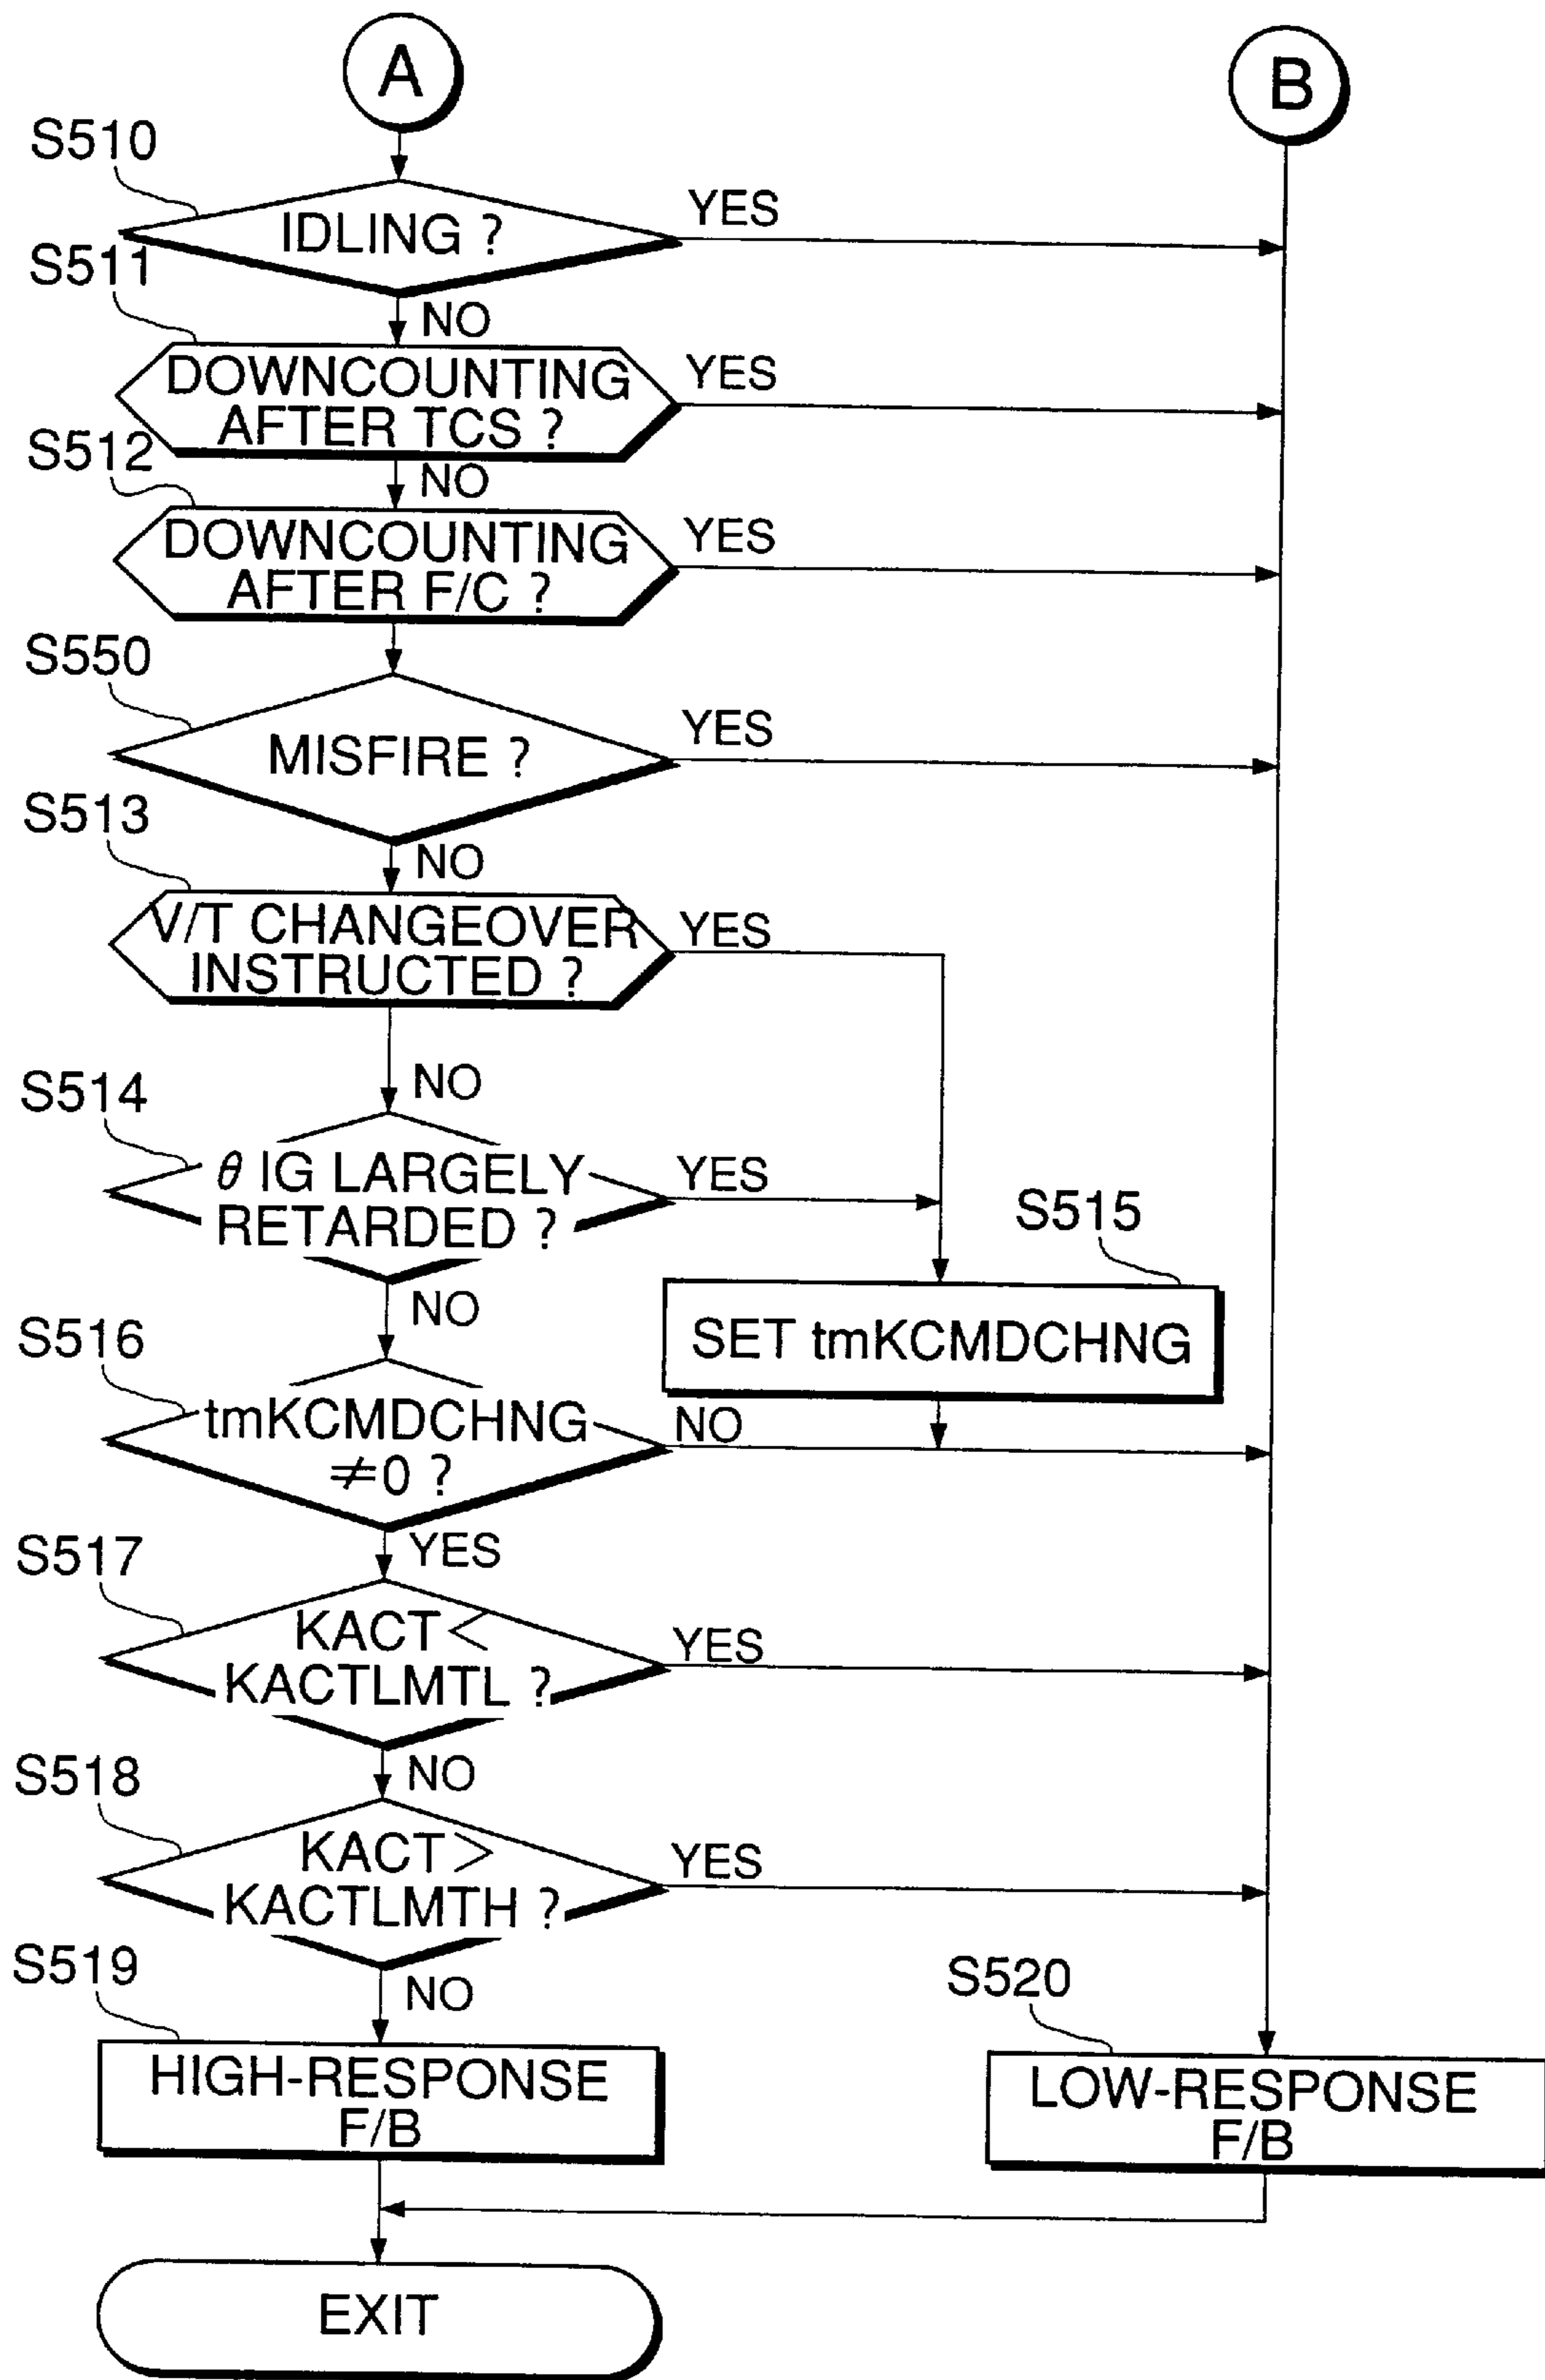 A
B
S510
IDLING ?
YES
NO
S511
DOWNCOUNTING
AFTER TCS ?
YES
NO
S512
DOWNCOUNTING
AFTER F/C ?
YES
S550
MISFIRE ?
YES
NO
S513
V/T CHANGEOVER
INSTRUCTED ?
YES
NO
S514
θ IG LARGELY
RETARDED ?
YES
NO
S515
SET tmKCMDCHNG
S516
tmKCMDCHNG
≠0 ?
NO
YES
S517
KACT<
KACTLMTL ?
YES
NO
S518
KACT>
KACTLMTH ?
YES
NO
S519
HIGH-RESPONSE
F/B
S520
LOW-RESPONSE
F/B
EXIT